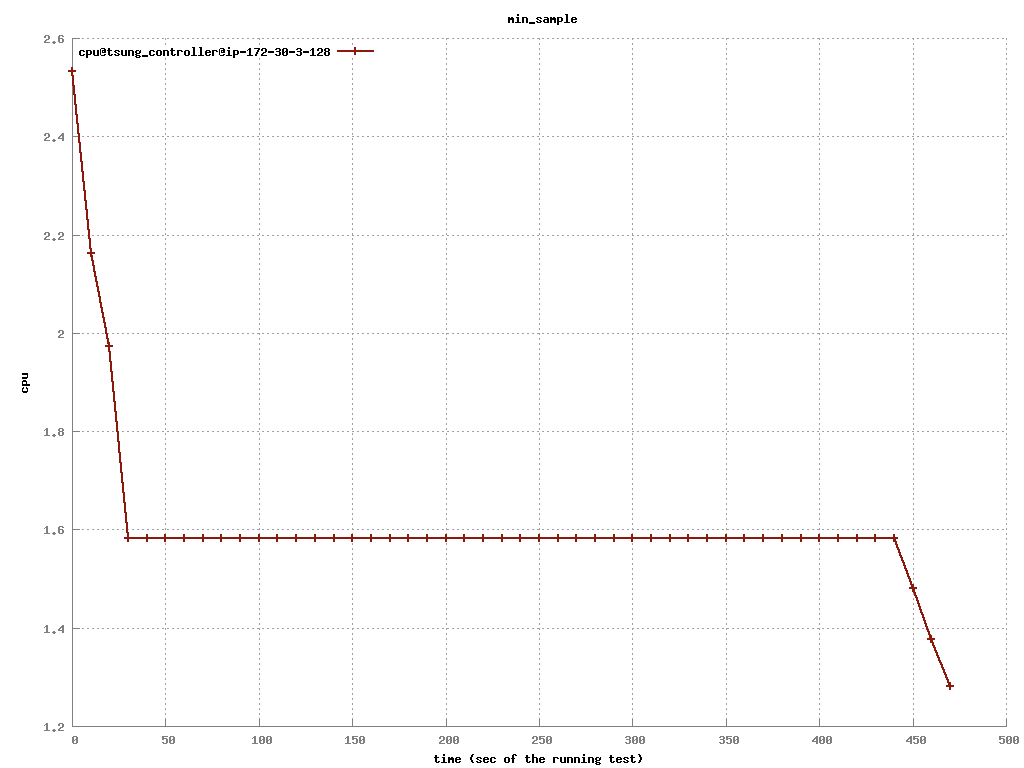 min_sample
2.6
cpu@tsung_controller@ip-172-30-3-128
2.4
2.2
2
cpu
1.8
1.6
1.4
1.2
0 50 100 150 200 250 300 350 400 450 500
time (sec of the running test)